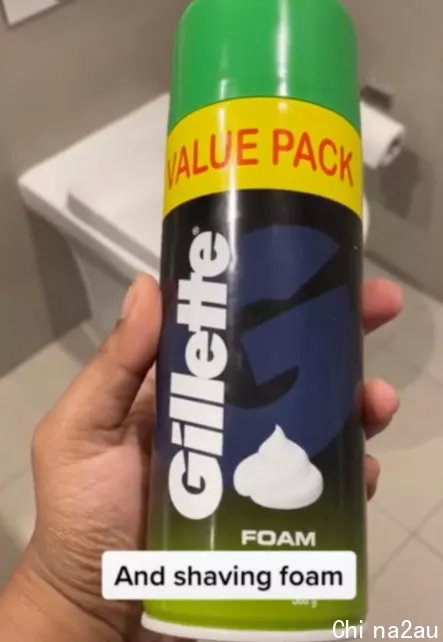 VALUE PACK
Gillette®
FOAM
And shaving foam
Chi na2au